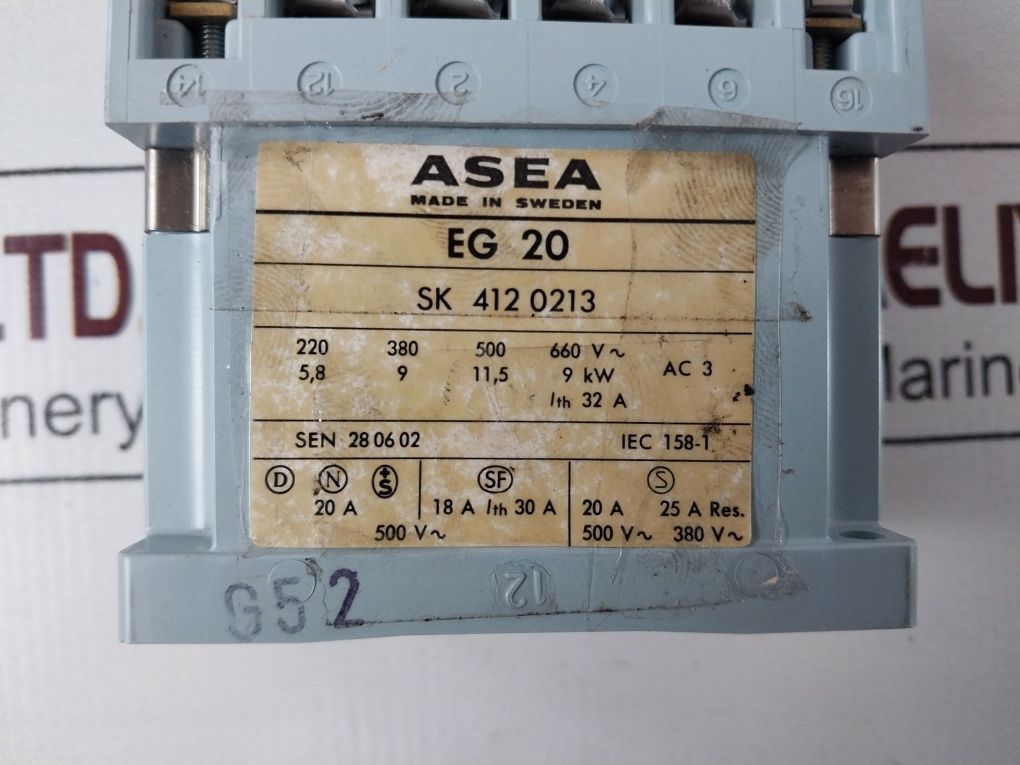 14 12 2 4 6 16
ASEA
MADE IN SWEDEN
EG 20
SK 412 0213
220 380 500 660 V~
5,8 9 11,5 9 kW AC 3
Ith 32 A
SEN 28 06 02 IEC 158-1
D N +S SF S
20 A 18 A Ith 30 A 20 A 25 A Res.
500 V~ 500 V~ 380 V~
G52
12
LTD
nery
ELI
Marin